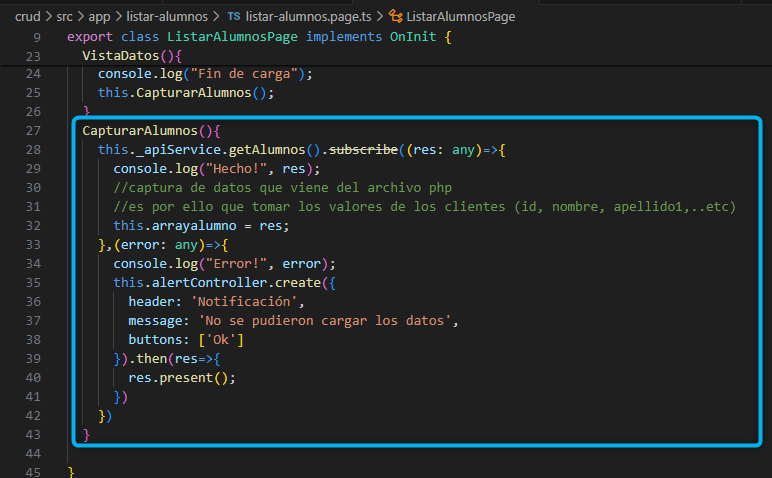 crud > src > app > listar-alumnos > TS listar-alumnos.page.ts > ListarAlumnosPage
9 export class ListarAlumnosPage implements OnInit {
23 VistaDatos(){
24 console.log("Fin de carga");
25 this.CapturarAlumnos();
26 }
27 CapturarAlumnos(){
28 this._apiService.getAlumnos().subscribe((res: any)=>{
29 console.log("Hecho!", res);
30 //captura de datos que viene del archivo php
31 //es por ello que tomar los valores de los clientes (id, nombre, apellido1,..etc)
32 this.arrayalumno = res;
33 },(error: any)=>{
34 console.log("Error!", error);
35 this.alertController.create({
36 header: 'Notificación',
37 message: 'No se pudieron cargar los datos',
38 buttons: ['Ok']
39 }).then(res=>{
40 res.present();
41 })
42 })
43 }
44
45 }